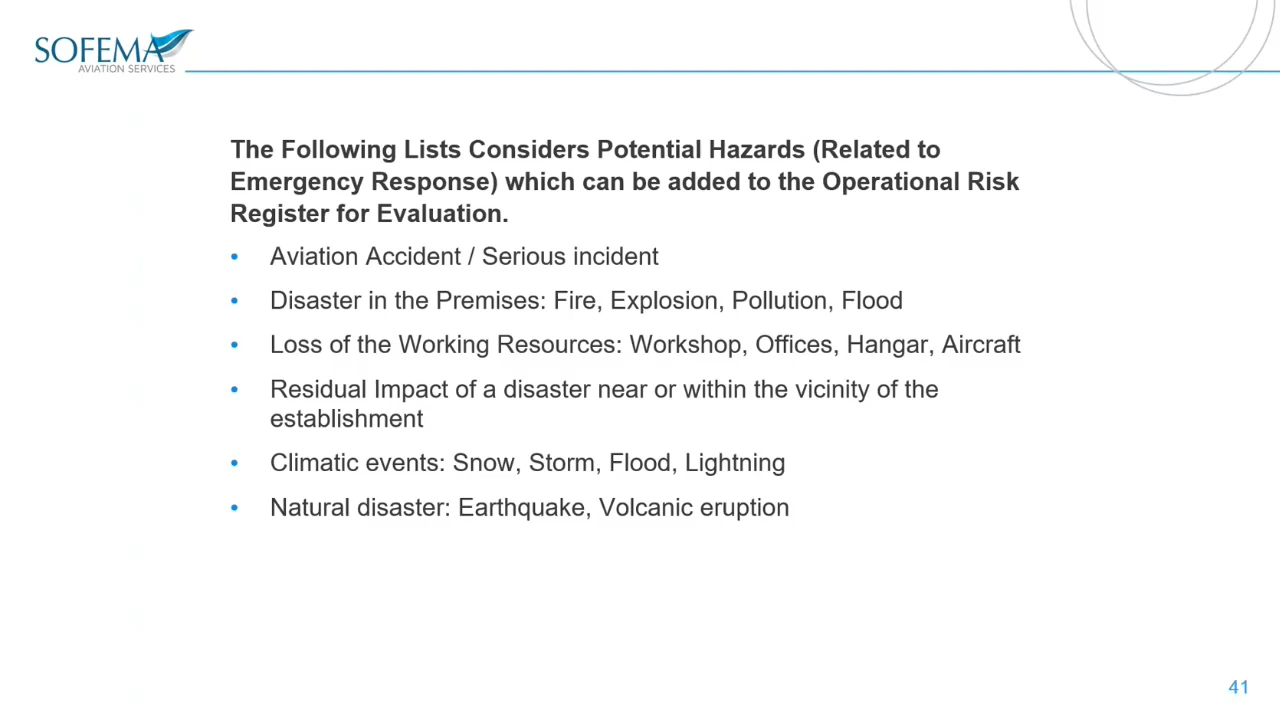 SOFEMA
AVIATION SERVICES
The Following Lists Considers Potential Hazards (Related to
Emergency Response) which can be added to the Operational Risk
Register for Evaluation.
• Aviation Accident / Serious incident
• Disaster in the Premises: Fire, Explosion, Pollution, Flood
• Loss of the Working Resources: Workshop, Offices, Hangar, Aircraft
• Residual Impact of a disaster near or within the vicinity of the
establishment
• Climatic events: Snow, Storm, Flood, Lightning
• Natural disaster: Earthquake, Volcanic eruption
41